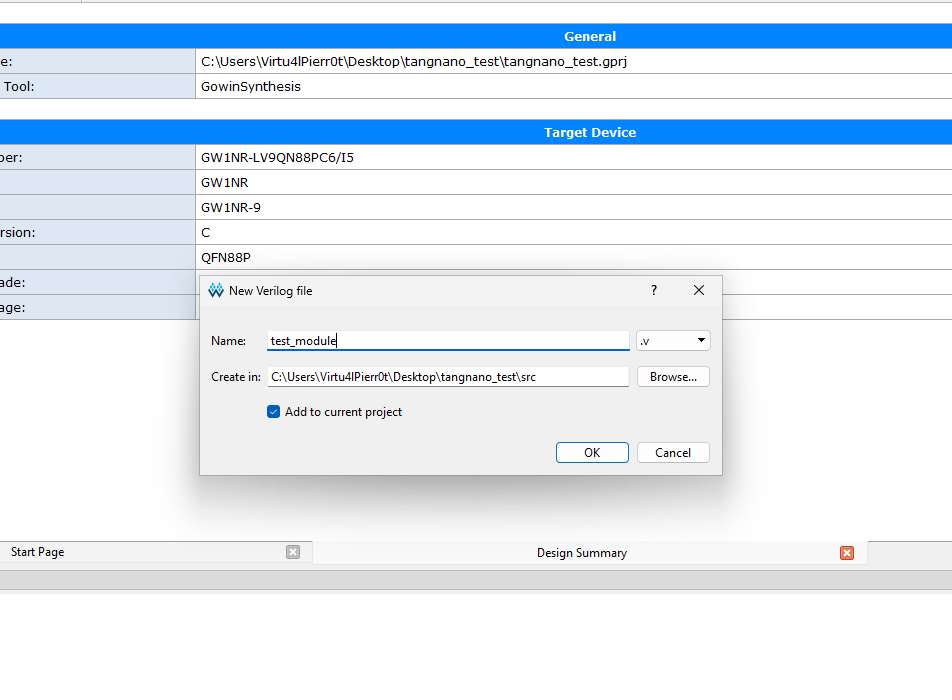 General
e: C:\Users\Virtu4lPierr0t\Desktop\tangnano_test\tangnano_test.gprj
Tool: GowinSynthesis
Target Device
ber: GW1NR-LV9QN88PC6/I5
GW1NR
GW1NR-9
rsion: C
QFN88P
ade:
age:
New Verilog file ?
Name: test_module .v
Create in: C:\Users\Virtu4lPierr0t\Desktop\tangnano_test\src Browse...
Add to current project
OK Cancel
Start Page Design Summary